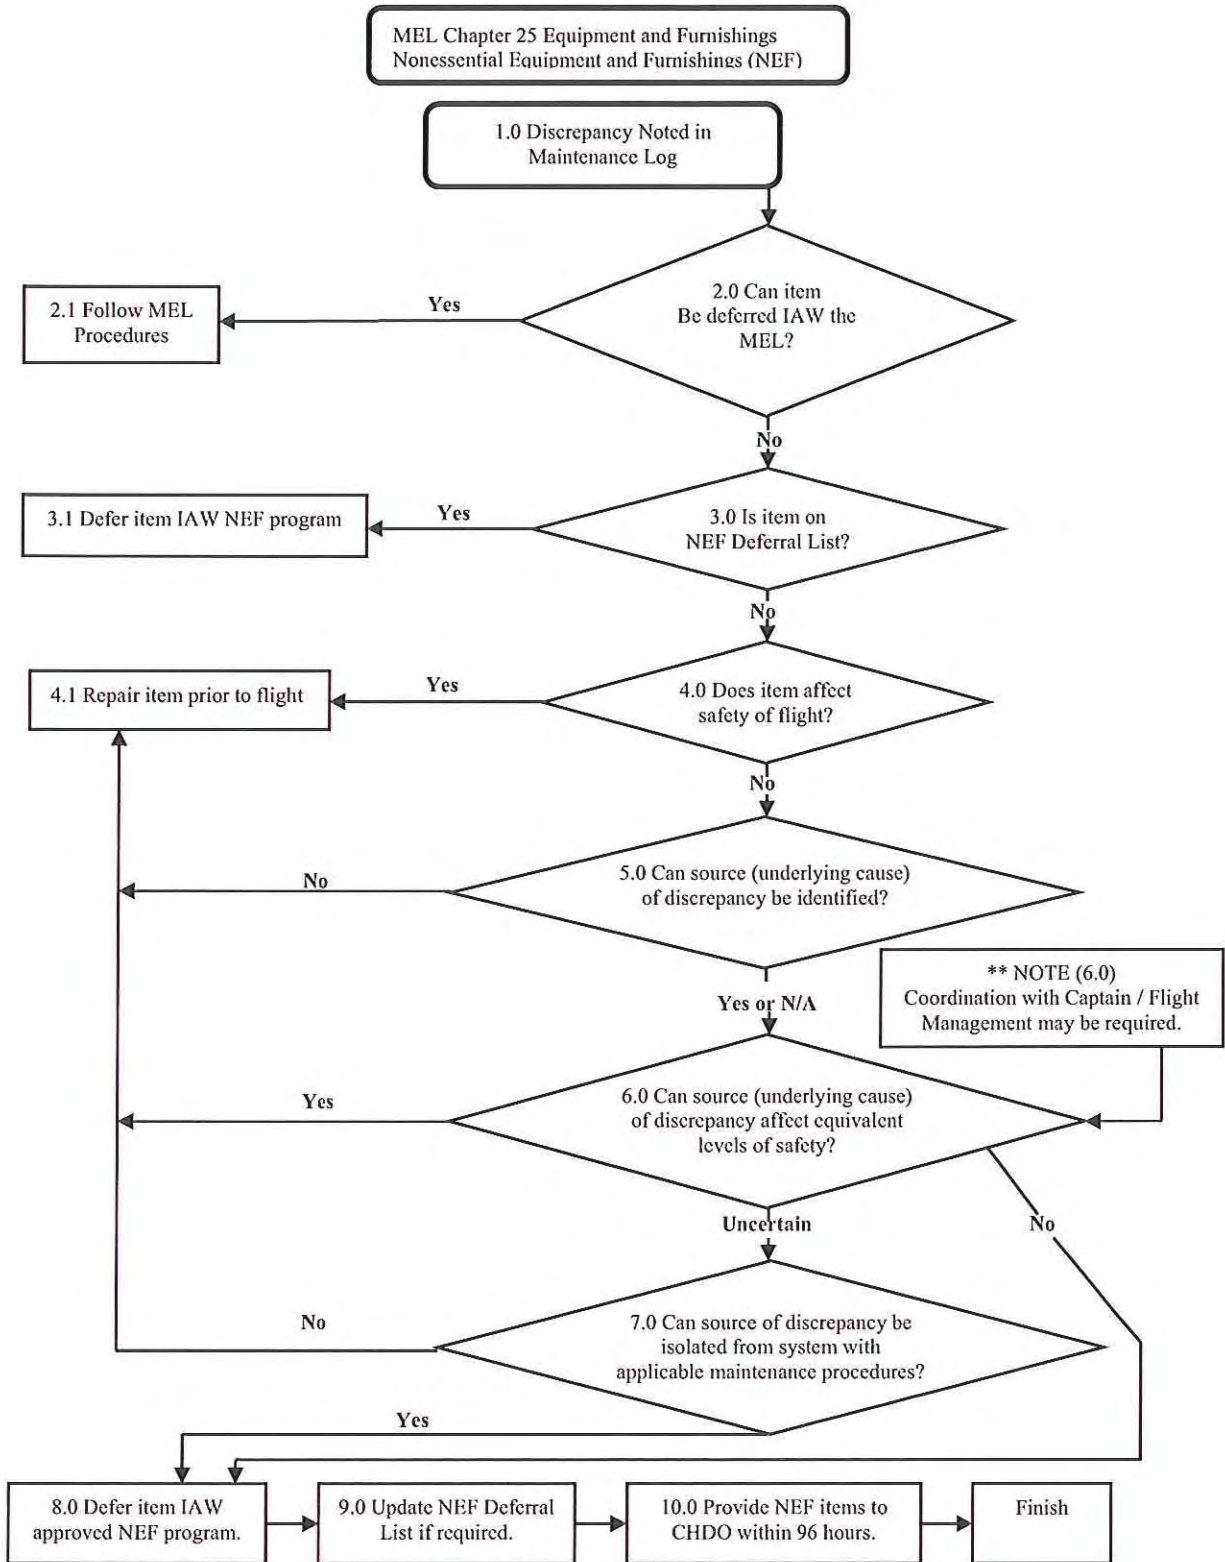 MEL Chapter 25 Equipment and Furnishings
Nonessential Equipment and Furnishings (NEF)
1.0 Discrepancy Noted in
Maintenance Log
2.0 Can item
Be deferred IAW the
MEL?
Yes
2.1 Follow MEL
Procedures
No
3.0 Is item on
NEF Deferral List?
Yes
3.1 Defer item IAW NEF program
No
4.0 Does item affect
safety of flight?
Yes
4.1 Repair item prior to flight
No
5.0 Can source (underlying cause)
of discrepancy be identified?
No
Yes or N/A
** NOTE (6.0)
Coordination with Captain / Flight
Management may be required.
6.0 Can source (underlying cause)
of discrepancy affect equivalent
levels of safety?
Yes
Uncertain
No
7.0 Can source of discrepancy be
isolated from system with
applicable maintenance procedures?
No
Yes
8.0 Defer item IAW
approved NEF program.
9.0 Update NEF Deferral
List if required.
10.0 Provide NEF items to
CHDO within 96 hours.
Finish